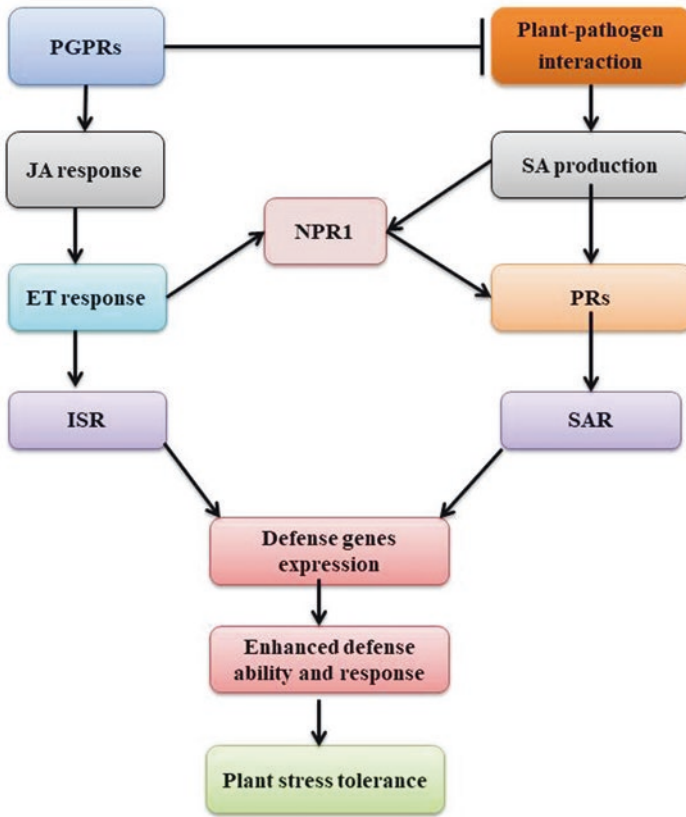 PGPRs
Plant-pathogen
interaction
JA response
SA production
NPR1
ET response
PRs
ISR
SAR
Defense genes
expression
Enhanced defense
ability and response
Plant stress tolerance